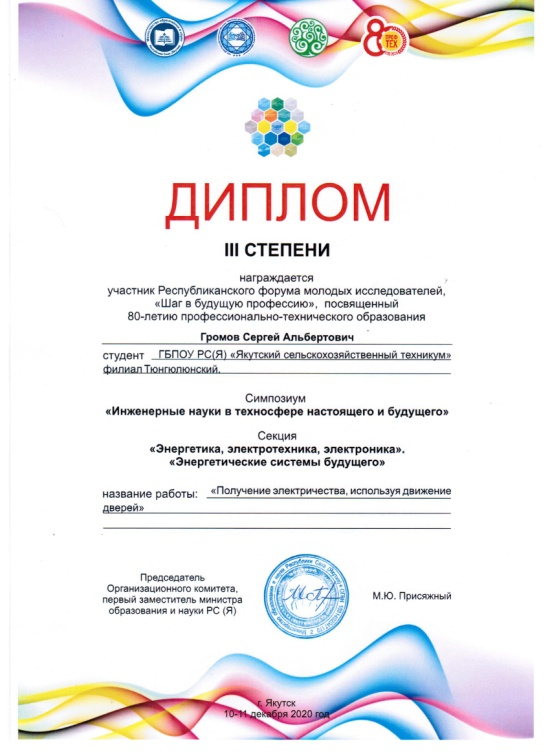 80
ПРОФ
ТЕХ
ДИПЛОМ
III СТЕПЕНИ
награждается
участник Республиканского форума молодых исследователей,
«Шаг в будущую профессию», посвященный
80-летию профессионально-технического образования
Громов Сергей Альбертович
студент ГБПОУ РС(Я) «Якутский сельскохозяйственный техникум»
филиал Тюнгюлюнский.
Симпозиум
«Инженерные науки в техносфере настоящего и будущего»
Секция
«Энергетика, электротехника, электроника».
«Энергетические системы будущего»
название работы: «Получение электричества, используя движение
дверей»
Председатель
Организационного комитета,
первый заместитель министра
образования и науки РС (Я)
М.Ю. Присяжный
г. Якутск
10-11 декабря 2020 год